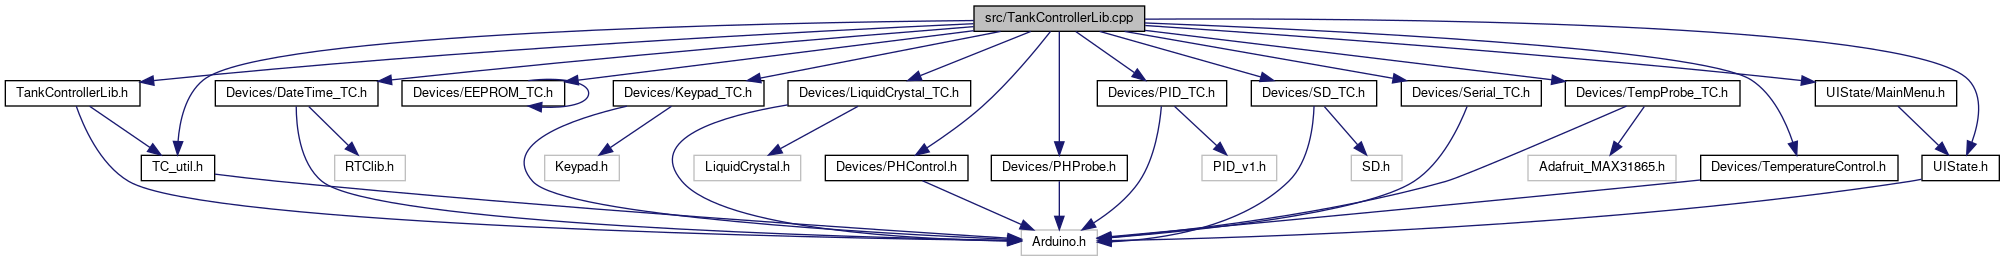 src/TankControllerLib.cpp
TankControllerLib.h
Devices/DateTime_TC.h
Devices/EEPROM_TC.h
Devices/Keypad_TC.h
Devices/LiquidCrystal_TC.h
Devices/PID_TC.h
Devices/SD_TC.h
Devices/Serial_TC.h
Devices/TempProbe_TC.h
UIState/MainMenu.h
TC_util.h
RTClib.h
Keypad.h
LiquidCrystal.h
Devices/PHControl.h
Devices/PHProbe.h
PID_v1.h
SD.h
Adafruit_MAX31865.h
Devices/TemperatureControl.h
UIState.h
Arduino.h